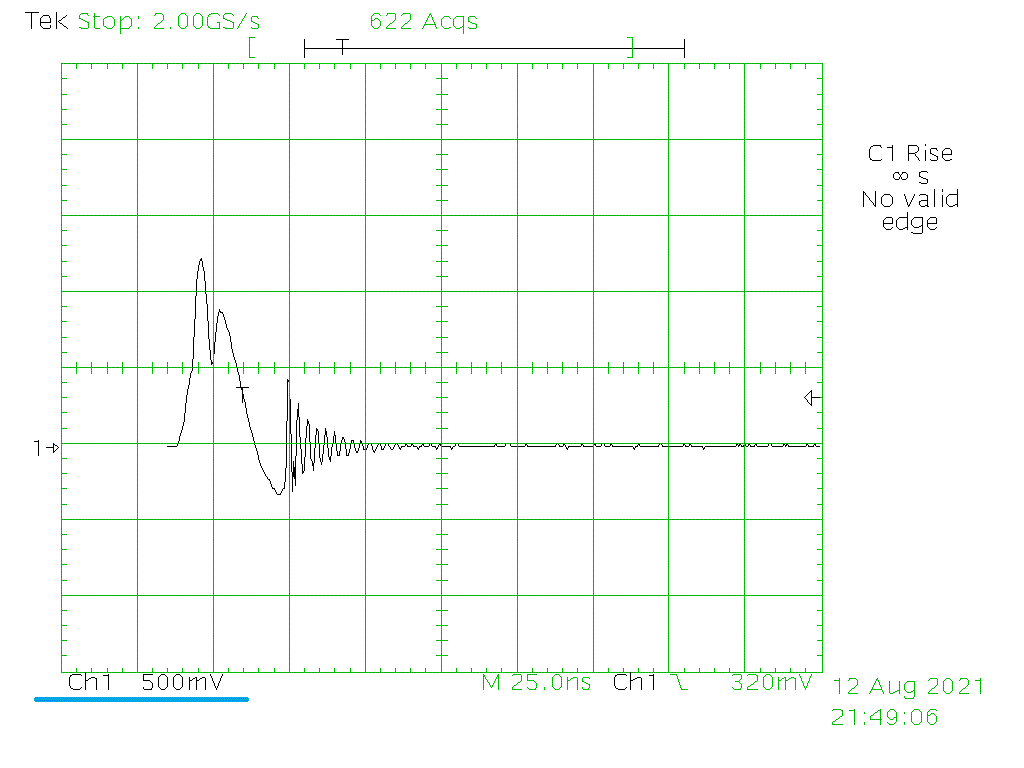 Tek Stop: 2.00GS/s 622 Acqs
T
C1 Rise
∞ s
No valid
edge
T
1
Ch1 500mV M 25.0ns Ch1 320mV
12 Aug 2021
21:49:06